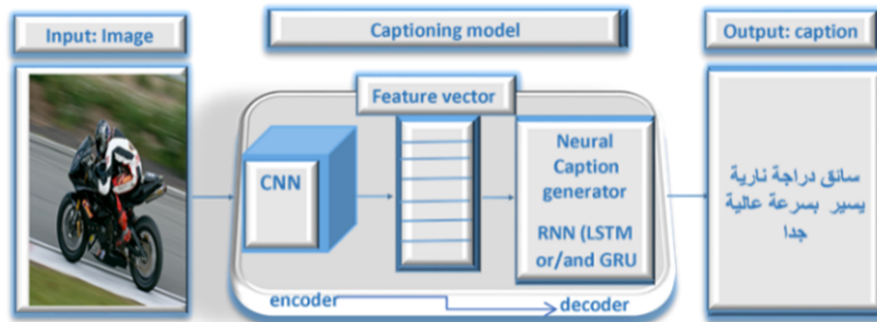 Input: Image
Captioning model
Output: caption
Feature vector
CNN
Neural
Caption
generator
RNN (LSTM
or/and GRU
سائق دراجة نارية
يسير بسرعة عالية
جدا
encoder
decoder